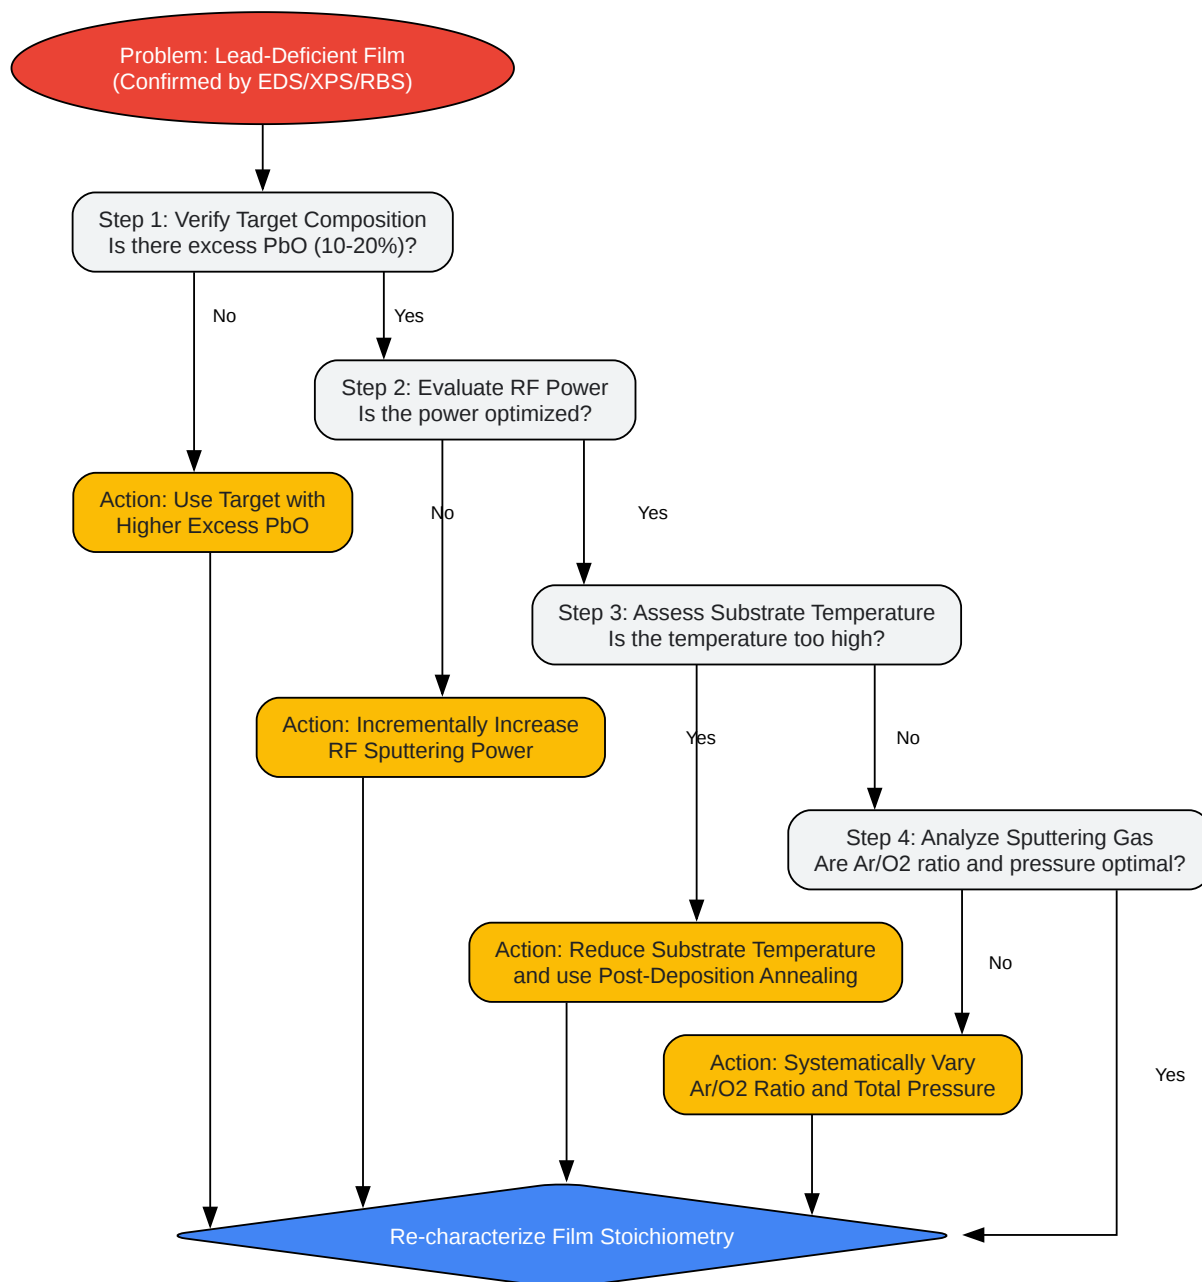 Problem: Lead-Deficient Film
(Confirmed by EDS/XPS/RBS)
Step 1: Verify Target Composition
Is there excess PbO (10-20%)?
No
Yes
Step 2: Evaluate RF Power
Is the power optimized?
Action: Use Target with
Higher Excess PbO
No
Yes
Step 3: Assess Substrate Temperature
Is the temperature too high?
Action: Incrementally Increase
RF Sputtering Power
Yes
No
Step 4: Analyze Sputtering Gas
Are Ar/O2 ratio and pressure optimal?
Action: Reduce Substrate Temperature
and use Post-Deposition Annealing
No
Action: Systematically Vary
Ar/O2 Ratio and Total Pressure
Yes
Re-characterize Film Stoichiometry